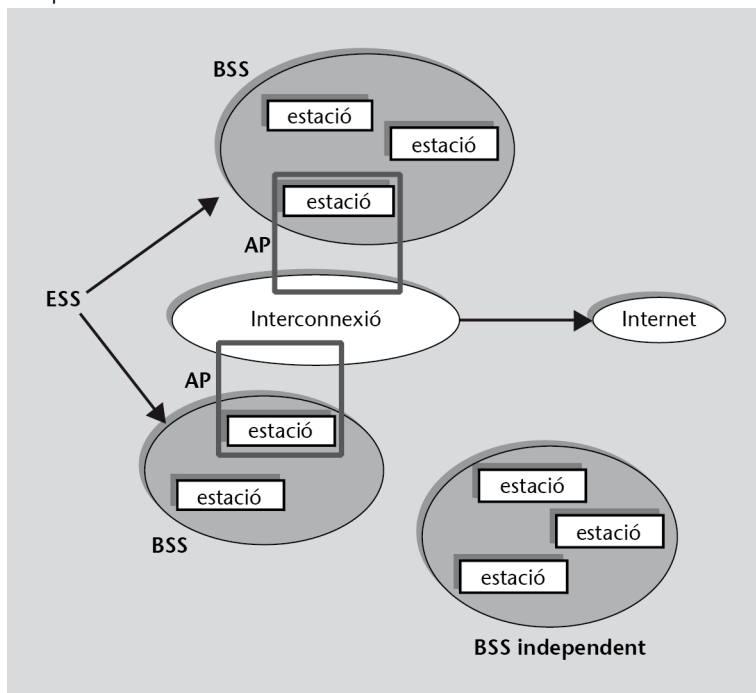 BSS
estació
estació
estació
AP
ESS
Interconnexió
Internet
AP
estació
estació
BSS
estació
estació
estació
BSS independent